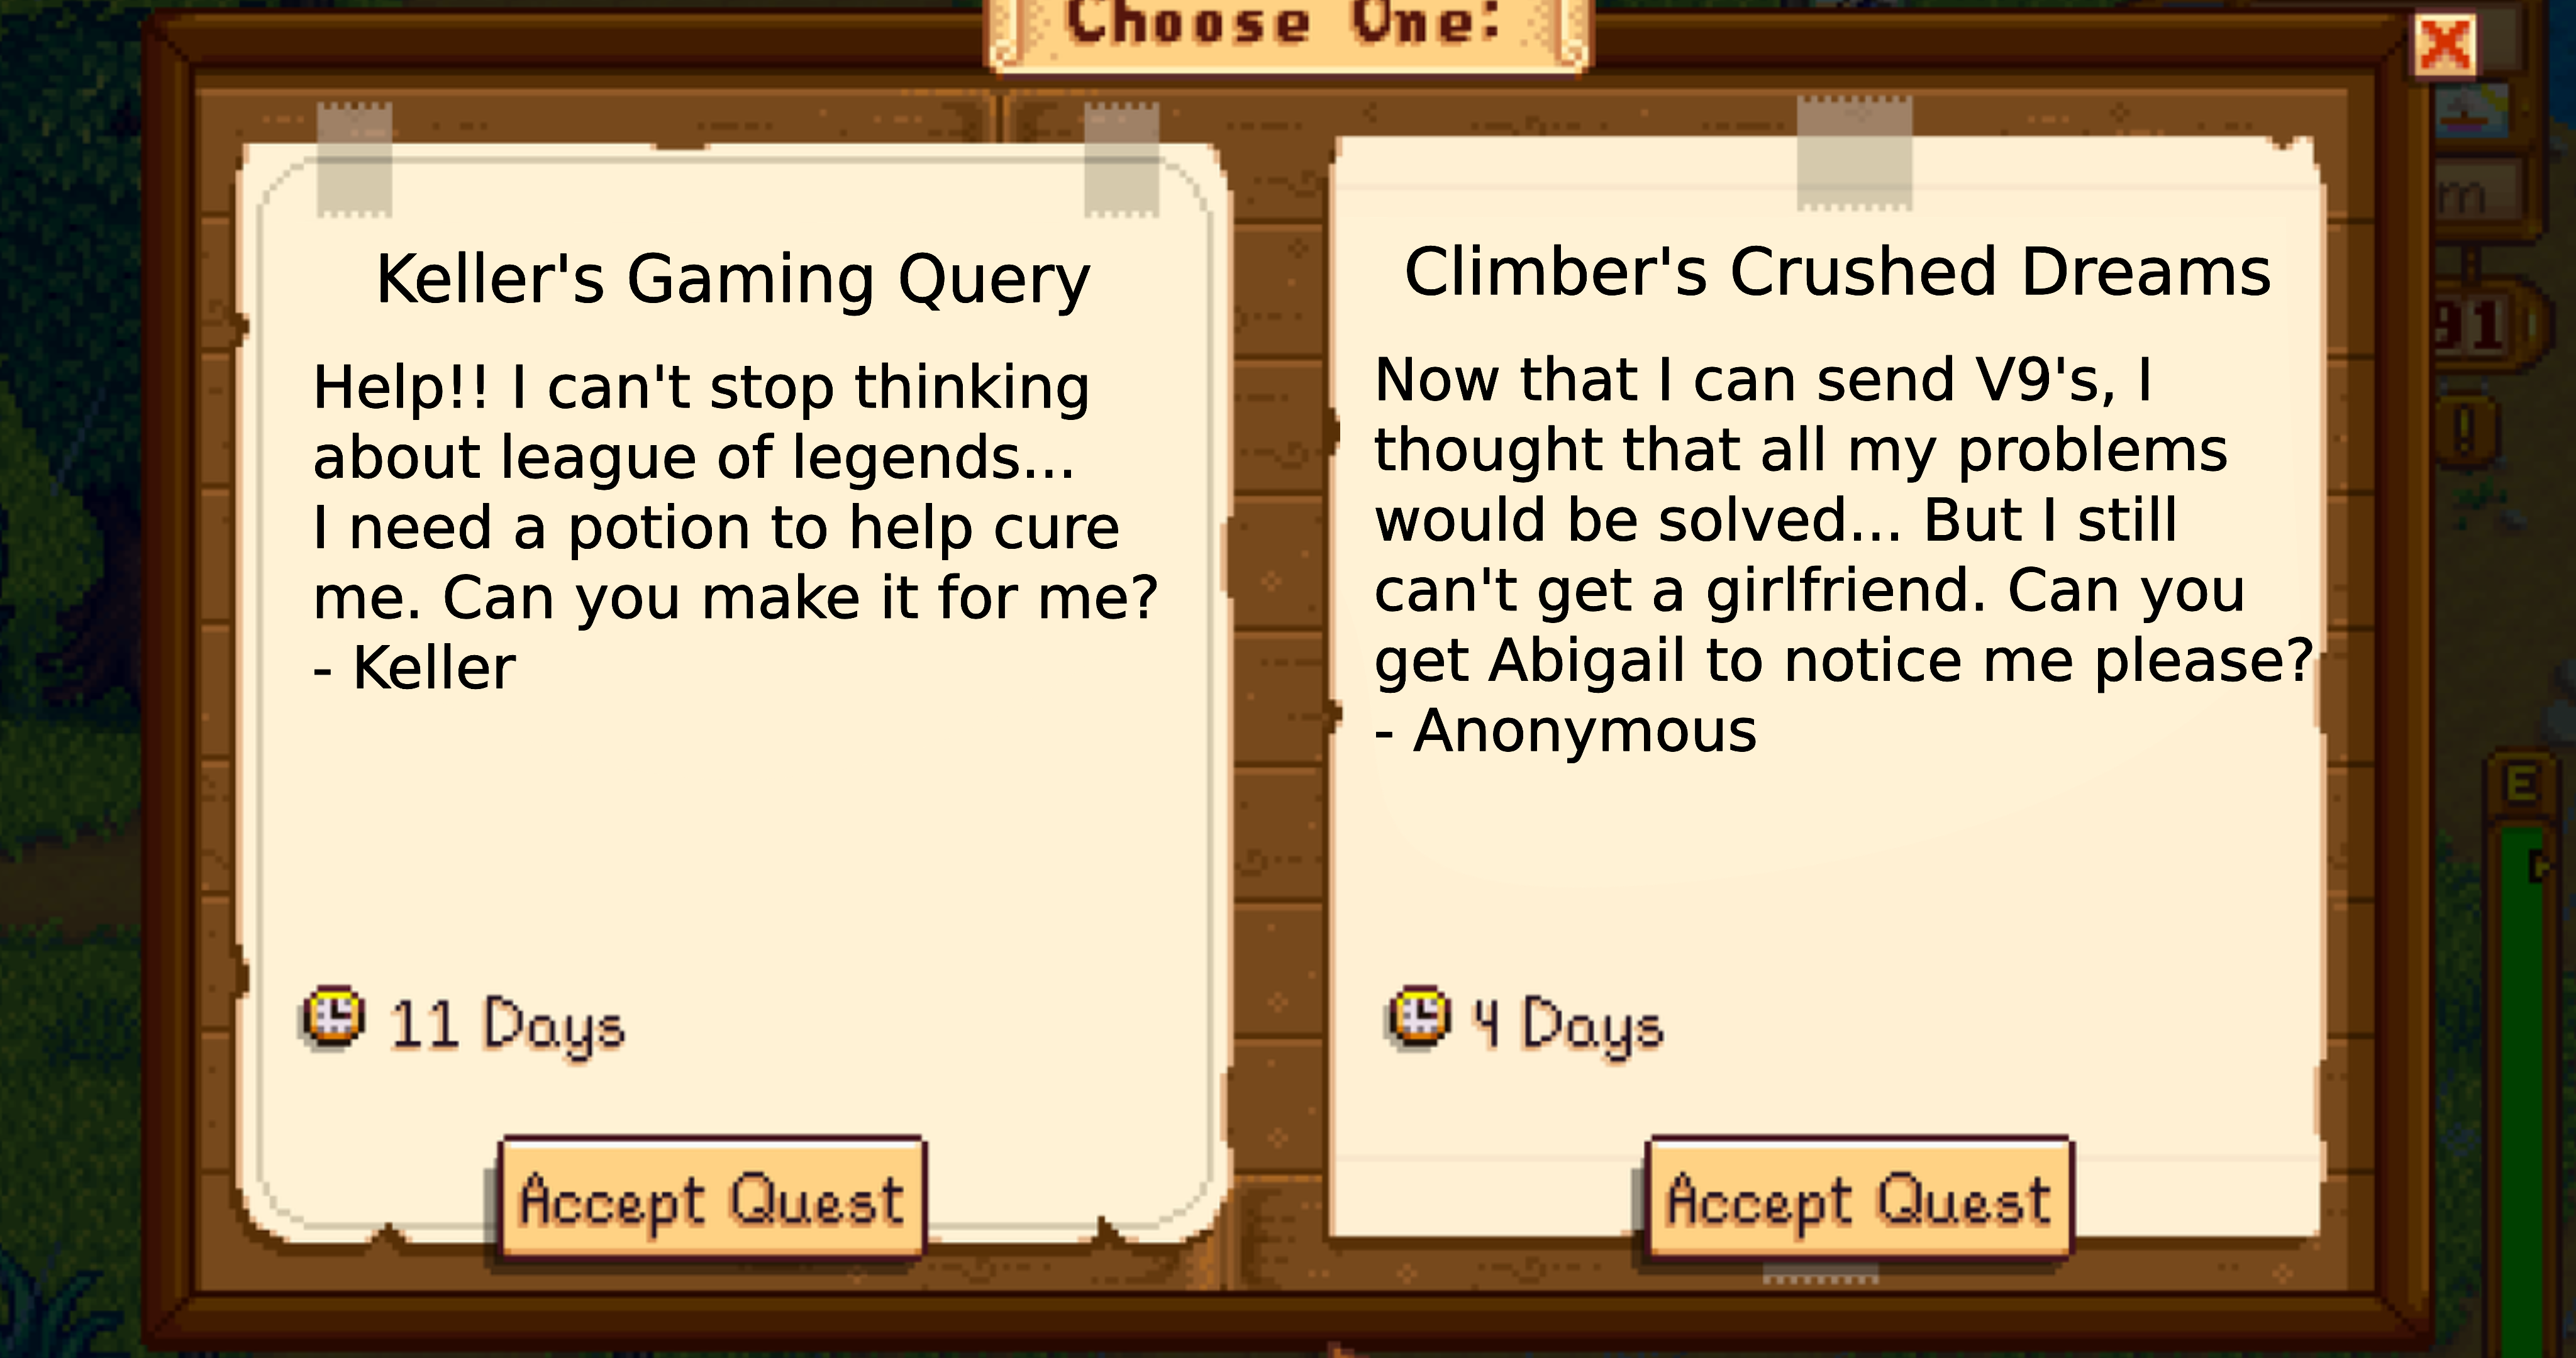 Choose One:
Keller's Gaming Query
Help!! I can't stop thinking
about league of legends...
I need a potion to help cure
me. Can you make it for me?
- Keller
11 Days
Accept Quest
Climber's Crushed Dreams
Now that I can send V9's, I
thought that all my problems
would be solved... But I still
can't get a girlfriend. Can you
get Abigail to notice me please?
- Anonymous
4 Days
Accept Quest
m
91
!
E